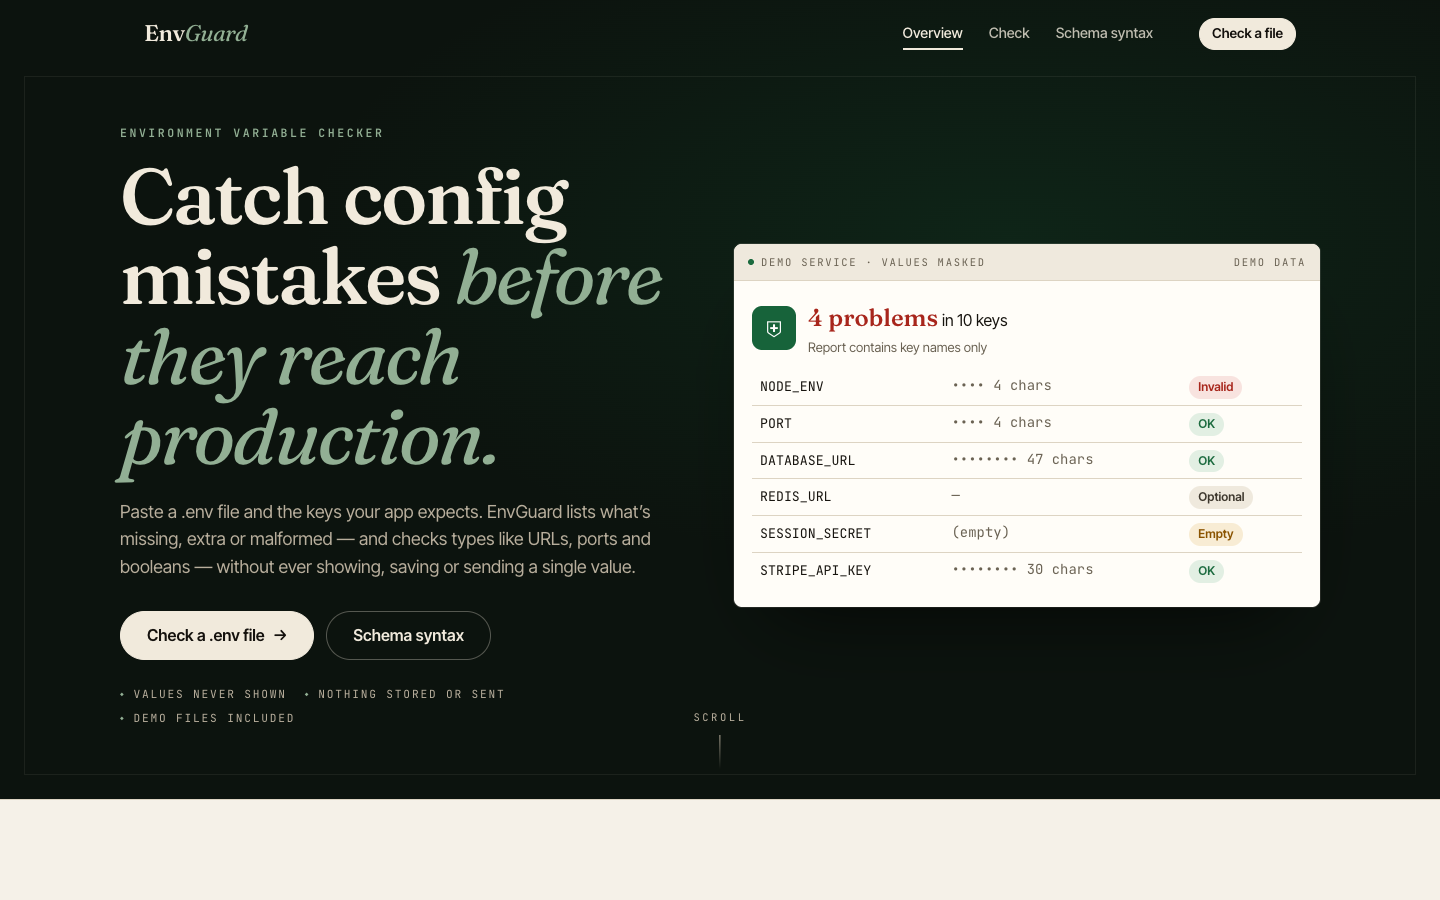 EnvGuard
Overview
Check
Schema syntax
Check a file
ENVIRONMENT VARIABLE CHECKER
Catch config
mistakes before
they reach
production.
Paste a .env file and the keys your app expects. EnvGuard lists what’s
missing, extra or malformed — and checks types like URLs, ports and
booleans — without ever showing, saving or sending a single value.
Check a .env file →
Schema syntax
• VALUES NEVER SHOWN • NOTHING STORED OR SENT
• DEMO FILES INCLUDED
DEMO SERVICE · VALUES MASKED
DEMO DATA
4 problems in 10 keys
Report contains key names only
NODE_ENV •••• 4 chars Invalid
PORT •••• 4 chars OK
DATABASE_URL •••••••• 47 chars OK
REDIS_URL — Optional
SESSION_SECRET (empty) Empty
STRIPE_API_KEY •••••••• 30 chars OK
SCROLL